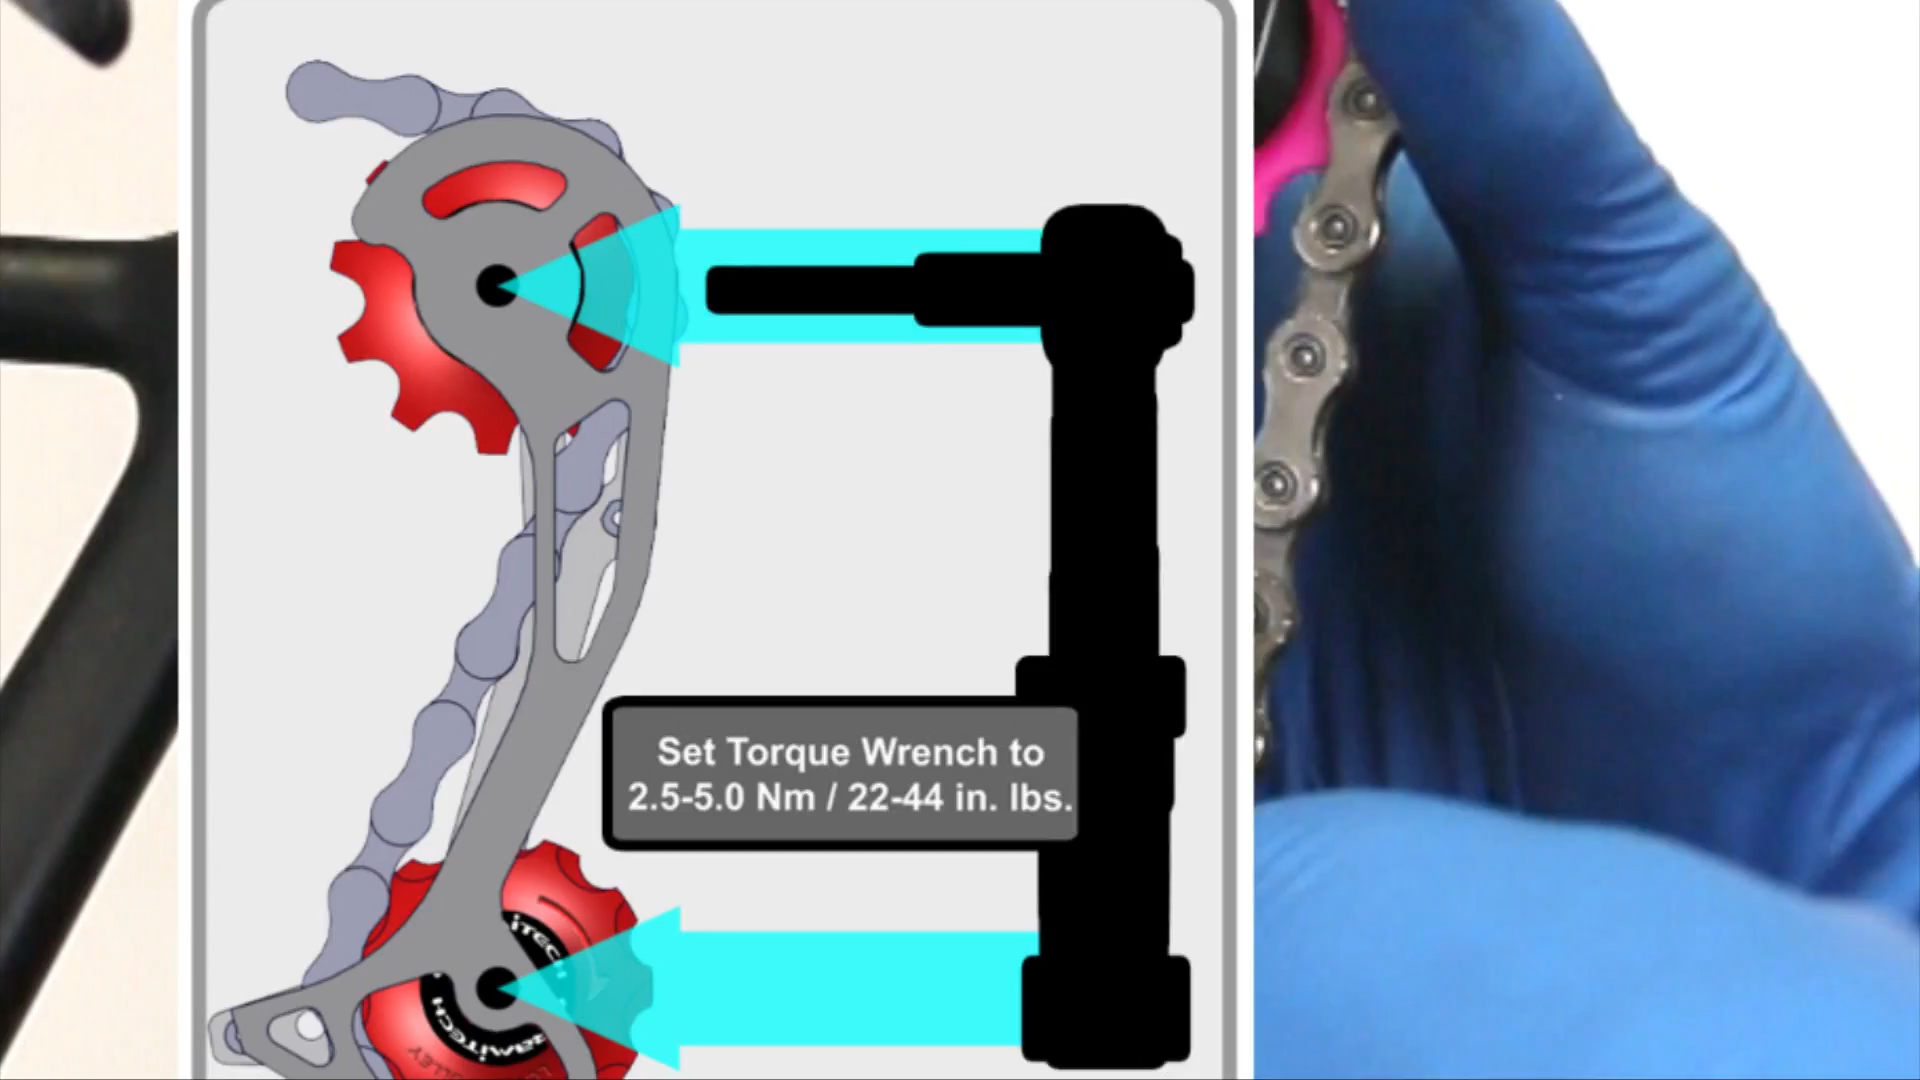 Set Torque Wrench to
2.5-5.0 Nm / 22-44 in. lbs.